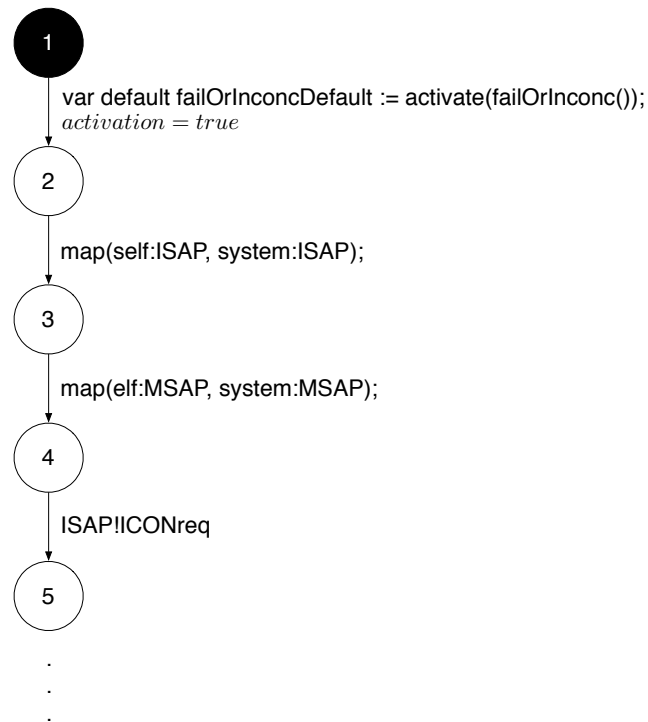 1
var default failOrInconcDefault := activate(failOrInconc());
activation = true
2
map(self:ISAP, system:ISAP);
3
map(elf:MSAP, system:MSAP);
4
ISAP!ICONreq
5
.
.
.